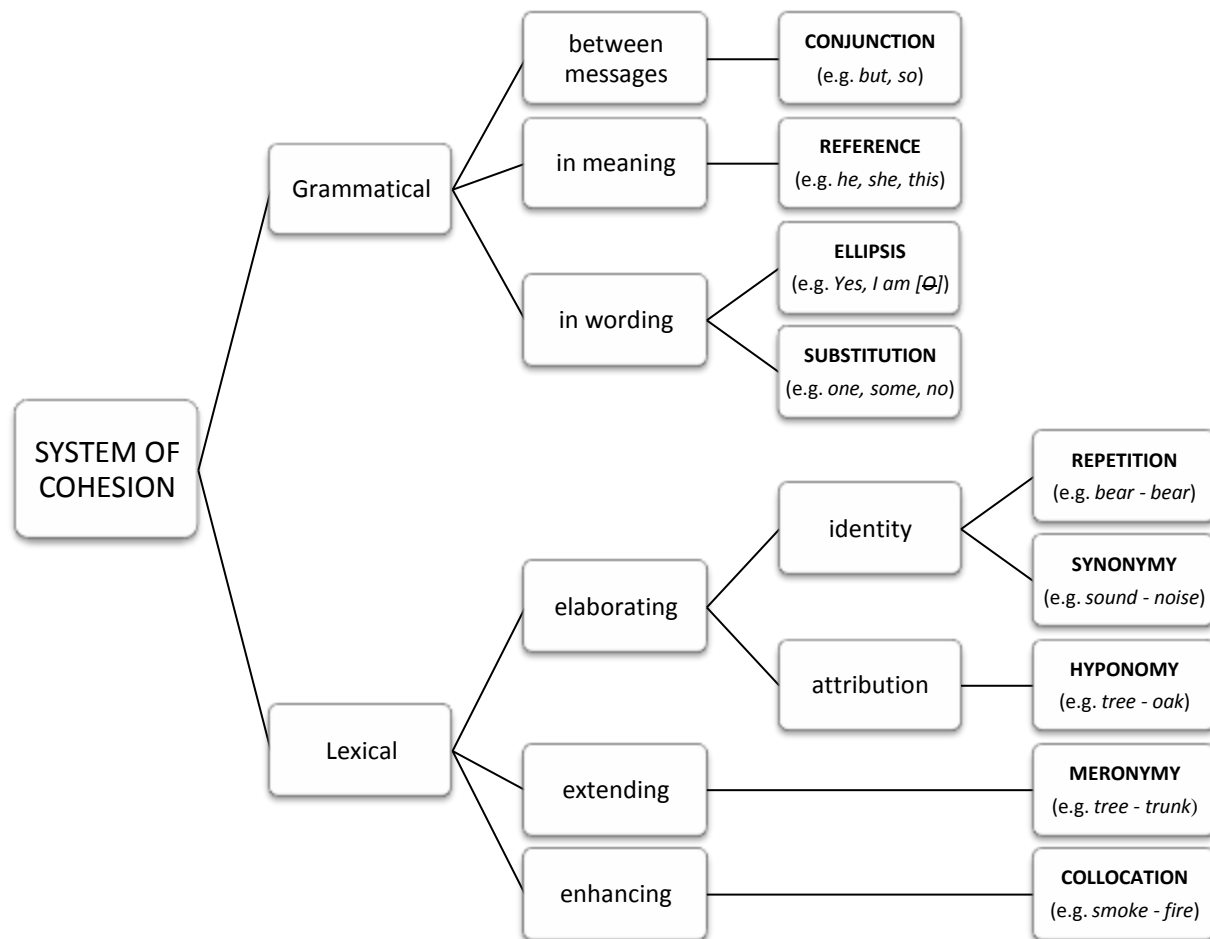 SYSTEM OF
COHESION
Grammatical
between
messages
CONJUNCTION
(e.g. but, so)
in meaning
REFERENCE
(e.g. he, she, this)
in wording
ELLIPSIS
(e.g. Yes, I am [Ø])
SUBSTITUTION
(e.g. one, some, no)
Lexical
elaborating
identity
REPETITION
(e.g. bear - bear)
SYNONYMY
(e.g. sound - noise)
attribution
HYPONOMY
(e.g. tree - oak)
extending
MERONYMY
(e.g. tree - trunk)
enhancing
COLLOCATION
(e.g. smoke - fire)